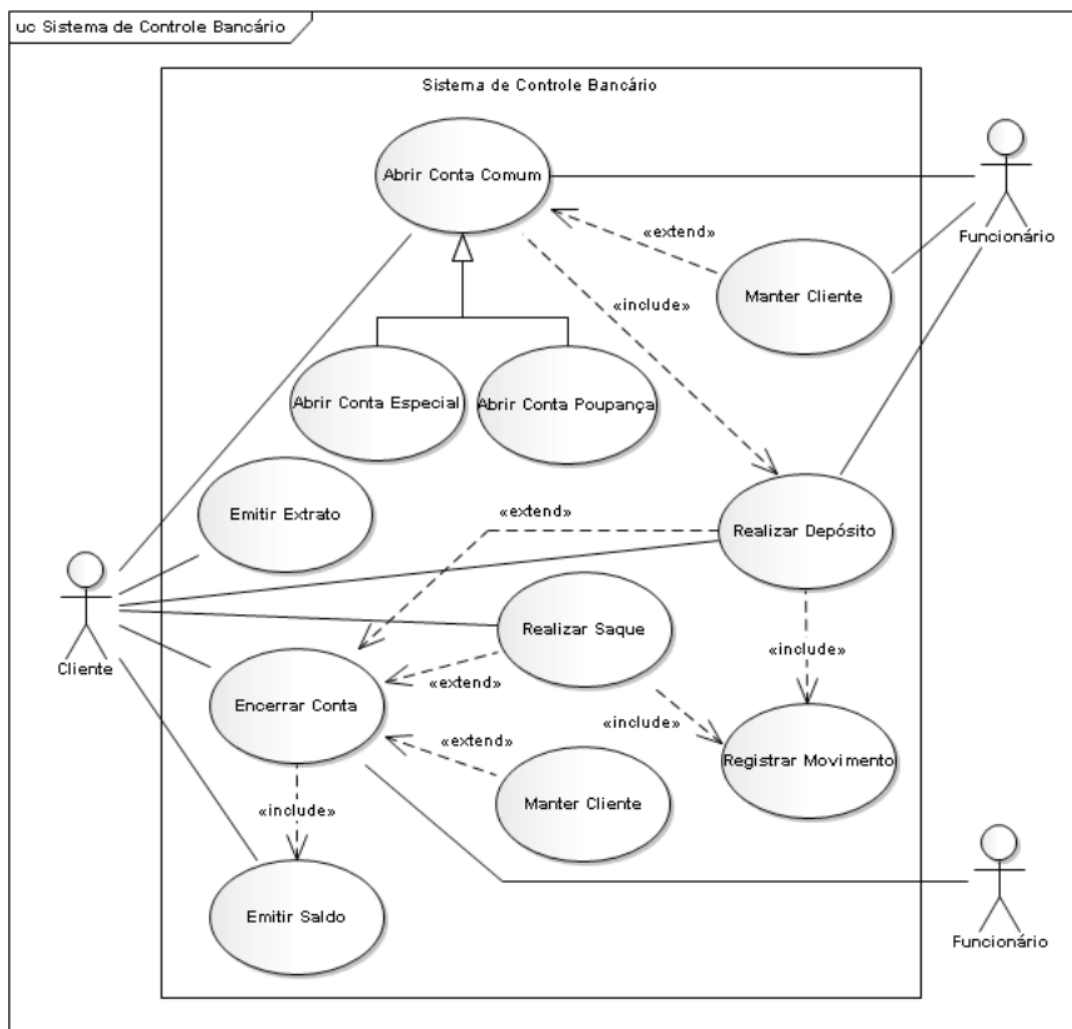 uc Sistema de Controle Bancário
Sistema de Controle Bancário
Abrir Conta Comum
Funcionário
«extend»
Manter Cliente
«include»
Abrir Conta Especial
Abrir Conta Poupança
Emitir Extrato
«extend»
Realizar Depósito
Cliente
Realizar Saque
«extend»
«include»
Encerrar Conta
«include»
«extend»
Registrar Movimento
Manter Cliente
«include»
Emitir Saldo
Funcionário